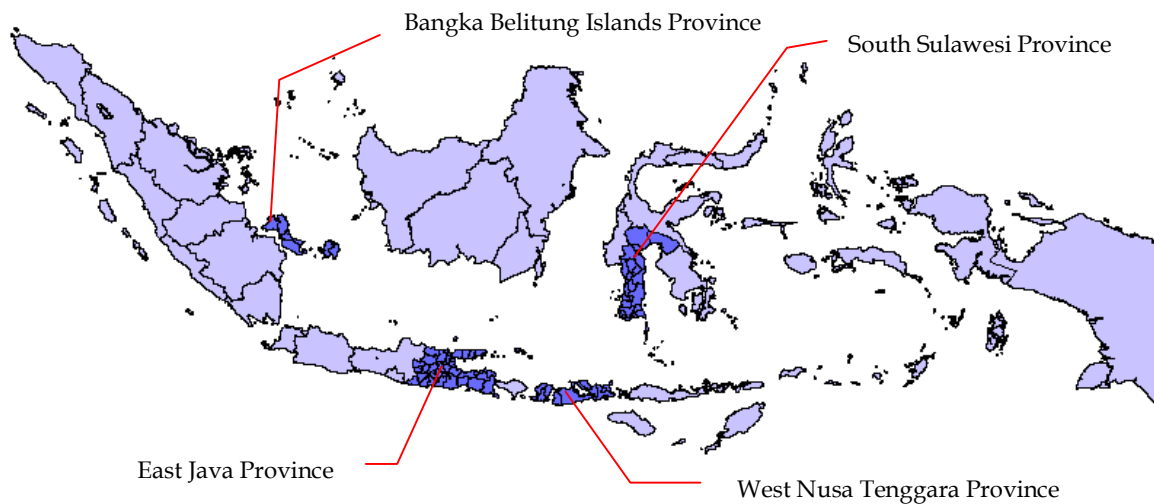 Bangka Belitung Islands Province
South Sulawesi Province
East Java Province
West Nusa Tenggara Province